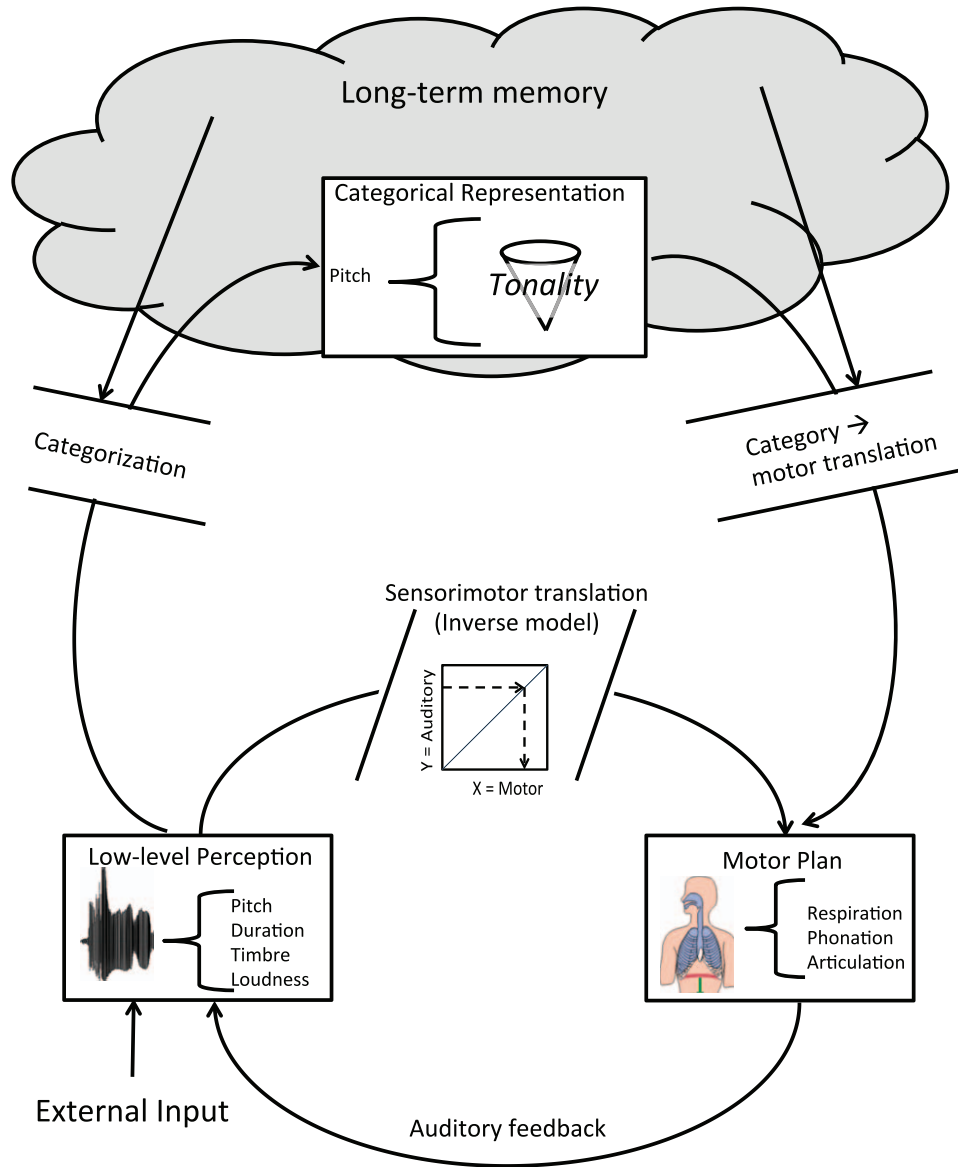 Long-term memory
Categorical Representation
Pitch
Tonality
Categorization
Category →
motor translation
Sensorimotor translation
(Inverse model)
Y = Auditory
X = Motor
Low-level Perception
Pitch
Duration
Timbre
Loudness
Motor Plan
Respiration
Phonation
Articulation
External Input
Auditory feedback